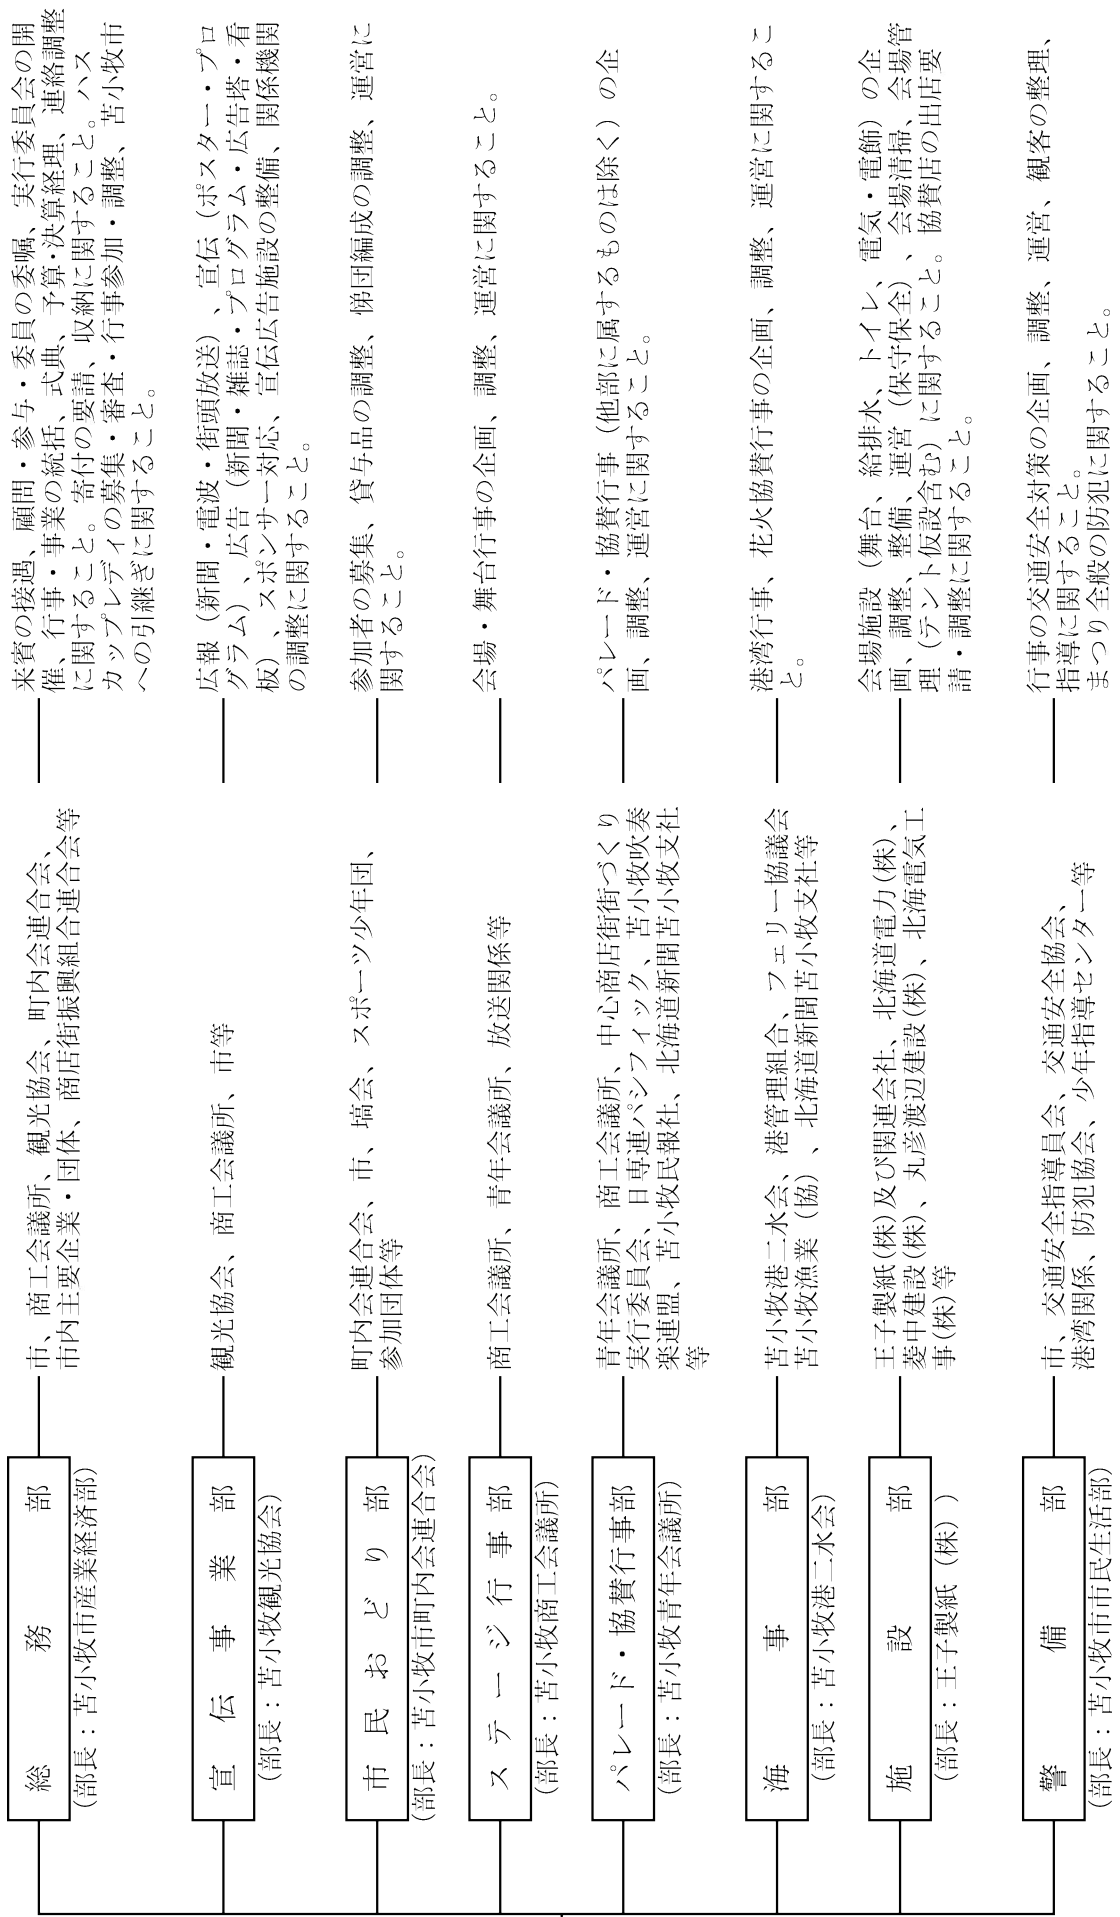 総務部
(部長：苫小牧市産業経済部)
市、商工会議所、観光協会、町内会連合会、
市内主要企業・団体、商店街振興組合連合会等
来賓の接遇、顧問・参与・委員の委嘱、実行委員会の開
催、行事・事業の統括、式典、予算・決算経理、連絡調整
に関すること。寄付の要請、収納に関すること。ハス
カップレディの募集・審査・行事参加・調整、苫小牧市
への引継ぎに関すること。
宣伝事業部
(部長：苫小牧観光協会)
観光協会、商工会議所、市等
広報（新聞・電波・街頭放送）、宣伝（ポスター・プロ
グラム）、広告（新聞・雑誌・プログラム・広告塔・看
板）、スポンサー対応、宣伝広告施設の整備、関係機関
の調整に関すること。
市民おどり部
(部長：苫小牧市町内会連合会)
町内会連合会、市、塙会、スポーツ少年団、
参加団体等
参加者の募集、貸与品の調整、梯団編成の調整、運営に
関すること。
ステージ行事部
(部長：苫小牧商工会議所)
商工会議所、青年会議所、放送関係等
会場・舞台行事の企画、調整、運営に関すること。
パレード・協賛行事部
(部長：苫小牧青年会議所)
青年会議所、商工会議所、中心商店街街づくり
実行委員会、日専連パシフィック、苫小牧吹奏
楽連盟、苫小牧民報社、北海道新聞苫小牧支社
等
パレード・協賛行事（他部に属するものは除く）の企
画、調整、運営に関すること。
海事部
(部長：苫小牧港二水会)
苫小牧港二水会、港管理組合、フェリー協議会
苫小牧漁業（協）、北海道新聞苫小牧支社等
港湾行事、花火協賛行事の企画、調整、運営に関するこ
と。
施設部
(部長：王子製紙（株）)
王子製紙(株)及び関連会社、北海道電力(株)、
菱中建設(株)、丸彦渡辺建設(株)、北海電気工
事(株)等
会場施設（舞台、給排水、トイレ、電気・電飾）の企
画、調整、整備、運営（保守保全）、会場清掃、会場管
理（テント仮設含む）に関すること。協賛店の出店要
請・調整に関すること。
警備部
(部長：苫小牧市市民生活部)
市、交通安全指導員会、交通安全協会、
港湾関係、防犯協会、少年指導センター等
行事の交通安全対策の企画、調整、運営、観客の整理、
指導に関すること。
まつり全般の防犯に関すること。